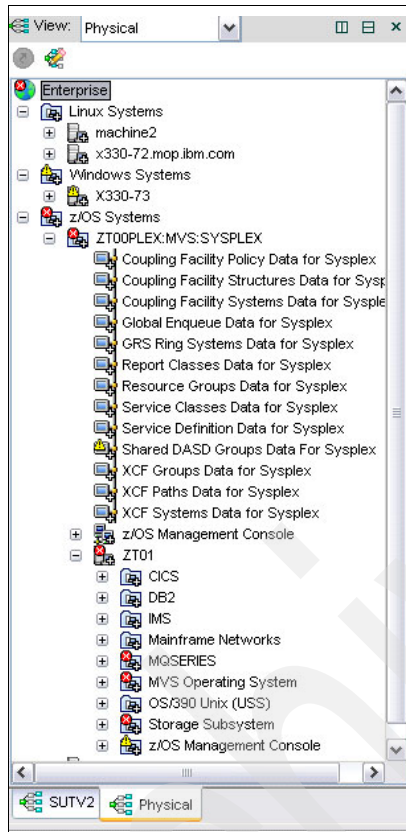 View: Physical
Enterprise
Linux Systems
machine2
x330-72.mop.ibm.com
Windows Systems
X330-73
z/OS Systems
ZT00PLEX:MVS:SYSPLEX
Coupling Facility Policy Data for Sysplex
Coupling Facility Structures Data for Sysp
Coupling Facility Systems Data for Sysple
Global Enqueue Data for Sysplex
GRS Ring Systems Data for Sysplex
Report Classes Data for Sysplex
Resource Groups Data for Sysplex
Service Classes Data for Sysplex
Service Definition Data for Sysplex
Shared DASD Groups Data For Sysplex
XCF Groups Data for Sysplex
XCF Paths Data for Sysplex
XCF Systems Data for Sysplex
z/OS Management Console
ZT01
CICS
DB2
IMS
Mainframe Networks
MQSERIES
MVS Operating System
OS/390 Unix (USS)
Storage Subsystem
z/OS Management Console
SUTV2 Physical